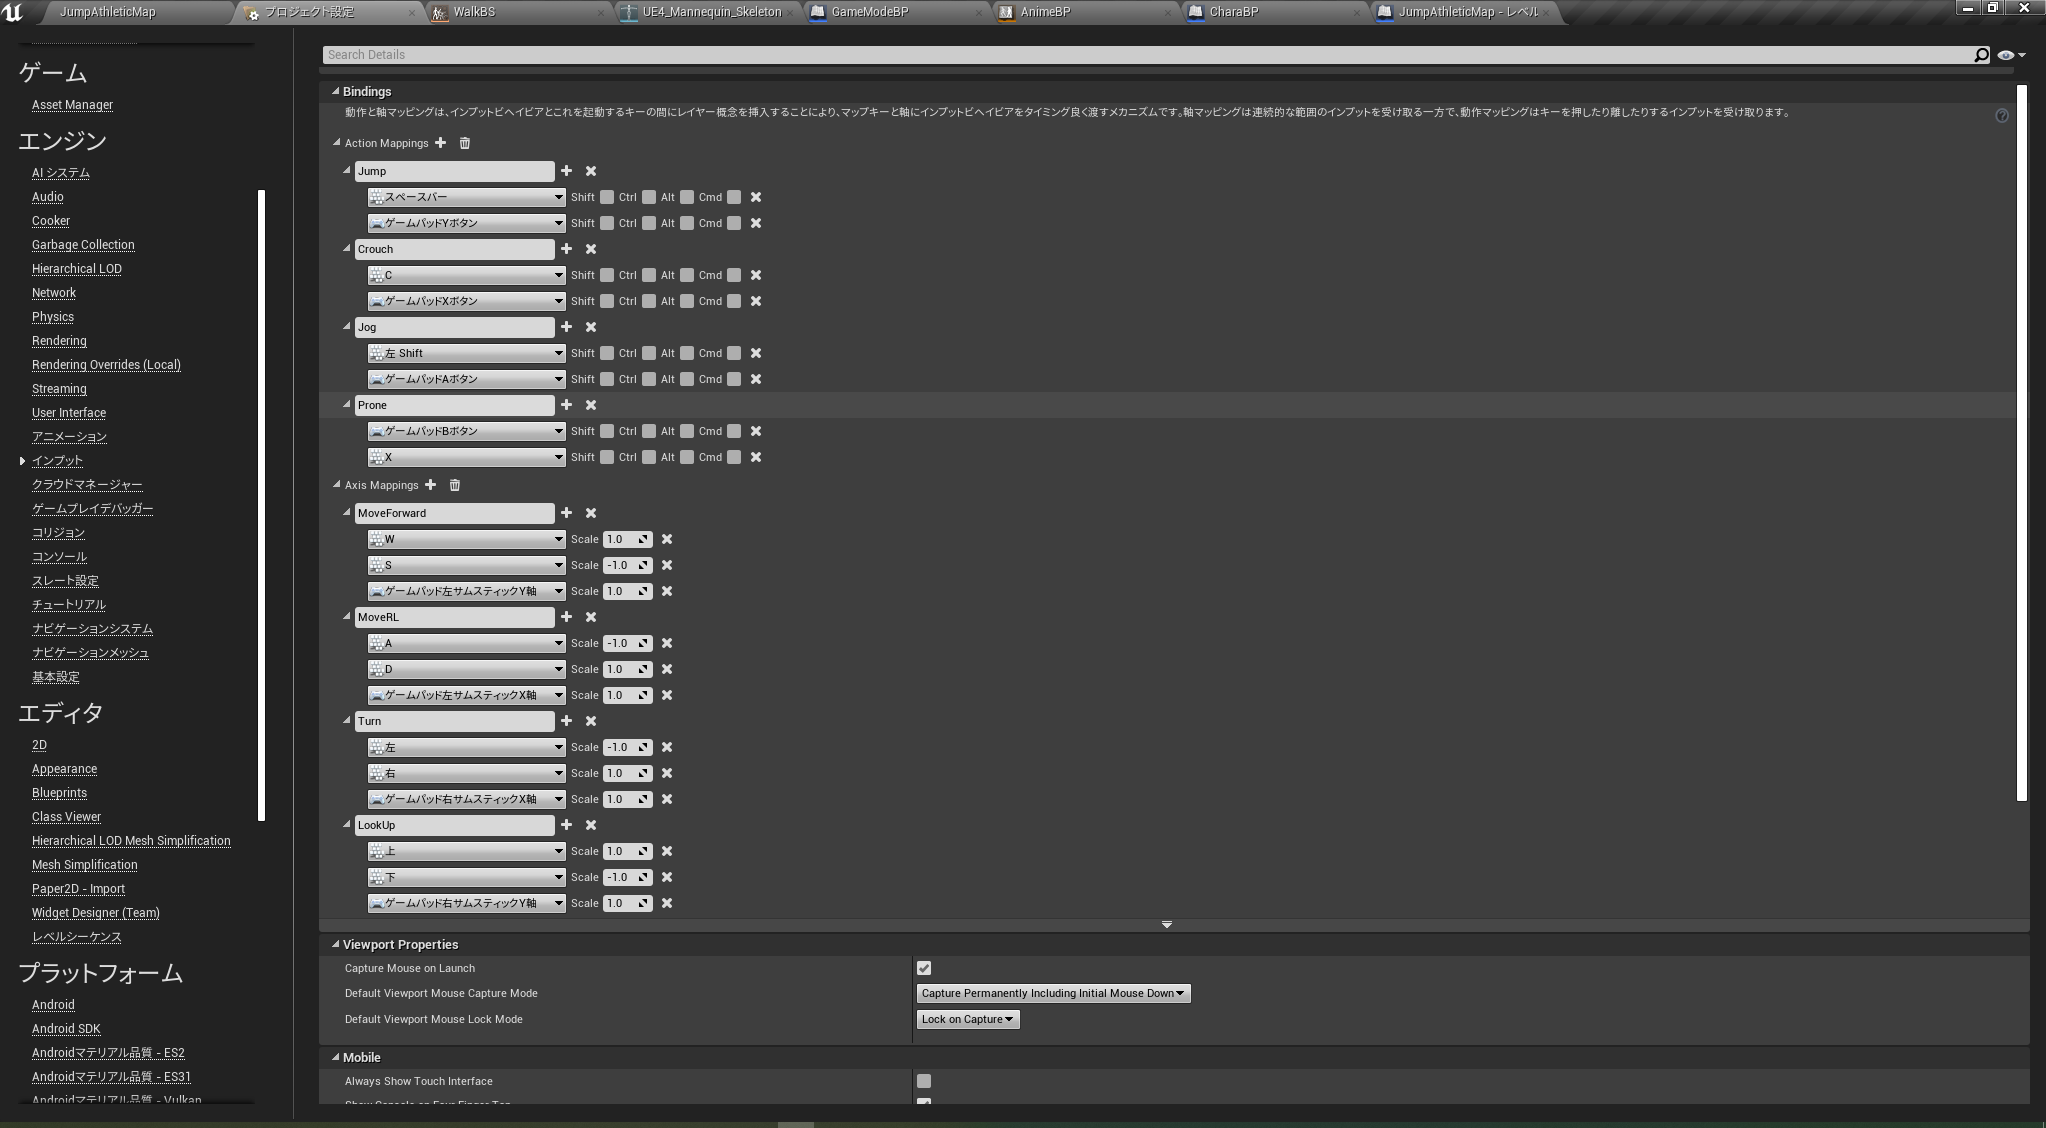 JumpAthleticMap
プロジェクト設定
WalkBS
UE4_Mannequin_Skeleton
GameModeBP
AnimeBP
CharaBP
JumpAthleticMap - レベル
ゲーム
Asset Manager
エンジン
AI システム
Audio
Cooker
Garbage Collection
Hierarchical LOD
Network
Physics
Rendering
Rendering Overrides (Local)
Streaming
User Interface
アニメーション
インプット
クラウドマネージャー
ゲームプレイデバッガー
コリジョン
コンソール
スレート設定
チュートリアル
ナビゲーションシステム
ナビゲーションメッシュ
基本設定
エディタ
2D
Appearance
Blueprints
Class Viewer
Hierarchical LOD Mesh Simplification
Mesh Simplification
Paper2D - Import
Widget Designer (Team)
レベルシーケンス
プラットフォーム
Android
Android SDK
Androidマテリアル品質 - ES2
Androidマテリアル品質 - ES31
Androidマテリアル品質 - Vulkan
Search Details
Bindings
動作と軸マッピングは、インプットビヘイビアとこれを起動するキーの間にレイヤー概念を挿入することにより、マップキーと軸にインプットビヘイビアをタイミング良く渡すメカニズムです。軸マッピングは連続的な範囲のインプットを受け取る一方で、動作マッピングはキーを押したり離したりするインプットを受け取ります。
Action Mappings
Jump
スペースバー Shift Ctrl Alt Cmd
ゲームパッドYボタン Shift Ctrl Alt Cmd
Crouch
C Shift Ctrl Alt Cmd
ゲームパッドXボタン Shift Ctrl Alt Cmd
Jog
左 Shift Shift Ctrl Alt Cmd
ゲームパッドAボタン Shift Ctrl Alt Cmd
Prone
ゲームパッドBボタン Shift Ctrl Alt Cmd
X Shift Ctrl Alt Cmd
Axis Mappings
MoveForward
W Scale 1.0
S Scale -1.0
ゲームパッド左サムスティックY軸 Scale 1.0
MoveRL
A Scale -1.0
D Scale 1.0
ゲームパッド左サムスティックX軸 Scale 1.0
Turn
左 Scale -1.0
右 Scale 1.0
ゲームパッド右サムスティックX軸 Scale 1.0
LookUp
上 Scale 1.0
下 Scale -1.0
ゲームパッド右サムスティックY軸 Scale 1.0
Viewport Properties
Capture Mouse on Launch
Default Viewport Mouse Capture Mode Capture Permanently Including Initial Mouse Down
Default Viewport Mouse Lock Mode Lock on Capture
Mobile
Always Show Touch Interface